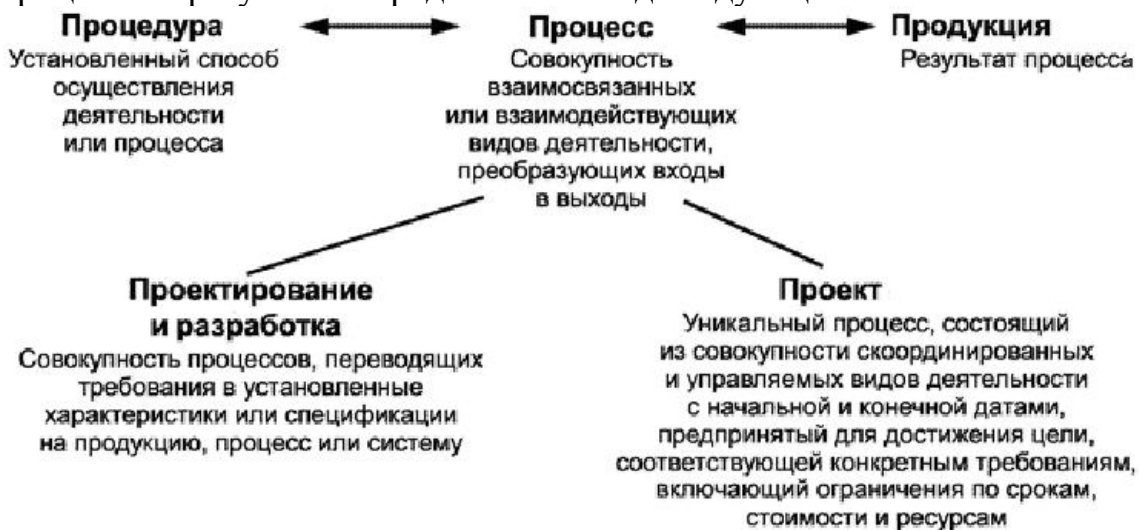 Процедура
Установленный способ
осуществления
деятельности
или процесса
Процесс
Совокупность
взаимосвязанных
или взаимодействующих
видов деятельности,
преобразующих входы
в выходы
Продукция
Результат процесса
Проектирование
и разработка
Совокупность процессов, переводящих
требования в установленные
характеристики или спецификации
на продукцию, процесс или систему
Проект
Уникальный процесс, состоящий
из совокупности скоординированных
и управляемых видов деятельности
с начальной и конечной датами,
предпринятый для достижения цели,
соответствующей конкретным требованиям,
включающий ограничения по срокам,
стоимости и ресурсам